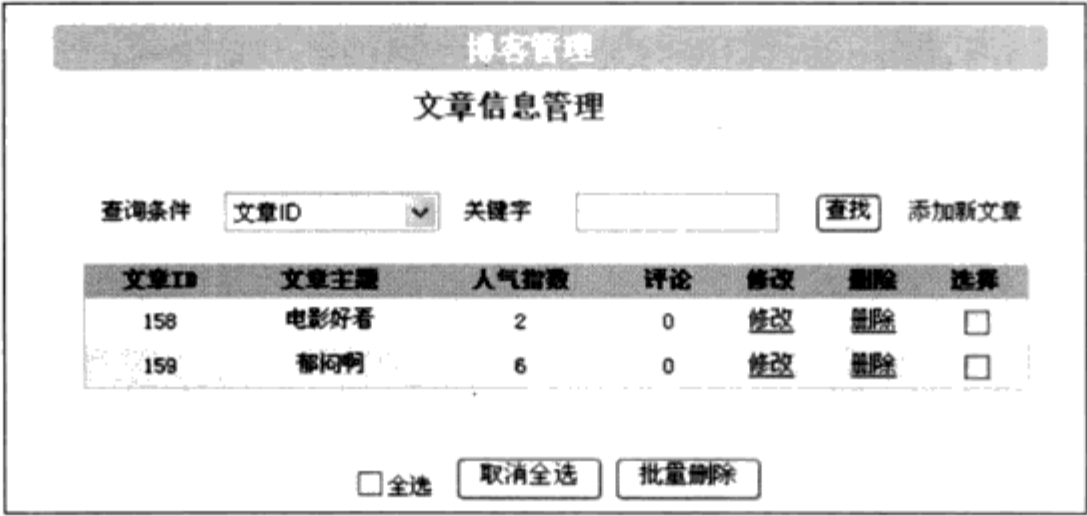 博客管理
文章信息管理
查询条件 文章ID 关键字 查找 添加新文章
文章ID 文章主题 人气指数 评论 修改 删除 选择
158 电影好看 2 0 修改 删除
159 郁闷啊 6 0 修改 删除
全选 取消全选 批量删除